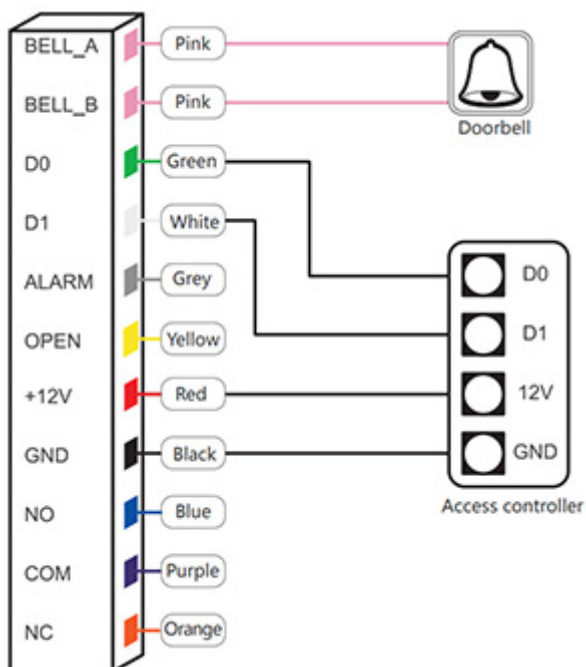 BELL_A Pink
BELL_B Pink
Doorbell
D0 Green
D1 White
ALARM Grey
OPEN Yellow
+12V Red
GND Black
NO Blue
COM Purple
NC Orange
D0
D1
12V
GND
Access controller